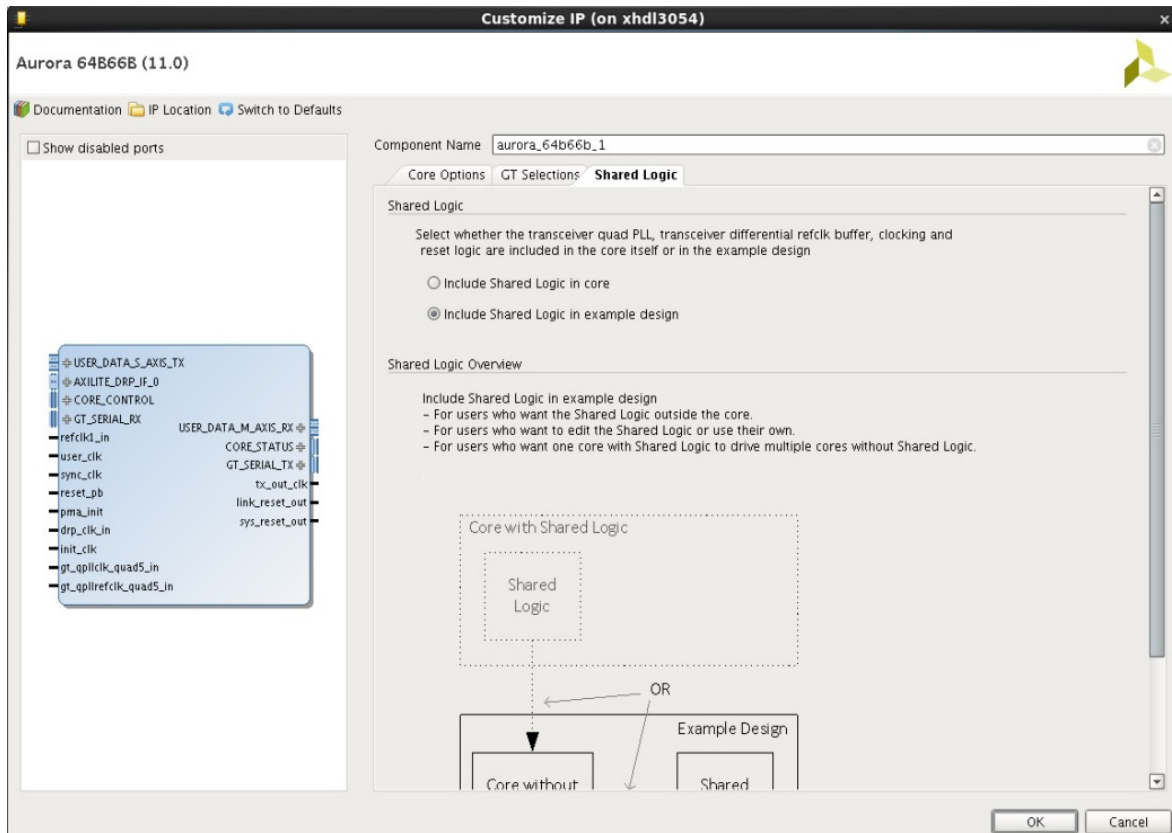 Customize IP (on xhdl3054)
Aurora 64B66B (11.0)
Documentation IP Location Switch to Defaults
Show disabled ports
USER_DATA_S_AXIS_TX
AXILITE_DRP_IF_0
CORE_CONTROL
GT_SERIAL_RX
refclk1_in
user_clk
sync_clk
reset_pb
pma_init
drp_clk_in
init_clk
gt_qpllclk_quad5_in
gt_qpllrefclk_quad5_in
USER_DATA_M_AXIS_RX
CORE_STATUS
GT_SERIAL_TX
tx_out_clk
link_reset_out
sys_reset_out
Component Name aurora_64b66b_1
Core Options GT Selections Shared Logic
Shared Logic
Select whether the transceiver quad PLL, transceiver differential refclk buffer, clocking and
reset logic are included in the core itself or in the example design
Include Shared Logic in core
Include Shared Logic in example design
Shared Logic Overview
Include Shared Logic in example design
- For users who want the Shared Logic outside the core.
- For users who want to edit the Shared Logic or use their own.
- For users who want one core with Shared Logic to drive multiple cores without Shared Logic.
Core with Shared Logic
Shared
Logic
OR
Example Design
Core without
Shared
OK Cancel